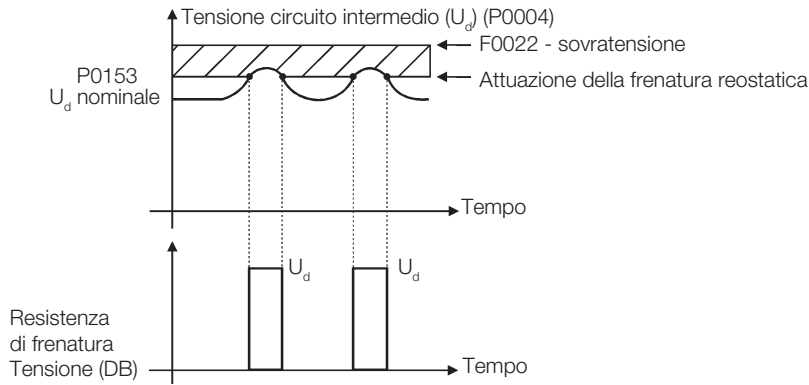 Tensione circuito intermedio (Ud) (P0004)
F0022 - sovratensione
P0153
Attuazione della frenatura reostatica
Ud nominale
Tempo
Ud
Ud
Resistenza
di frenatura
Tensione (DB)
Tempo